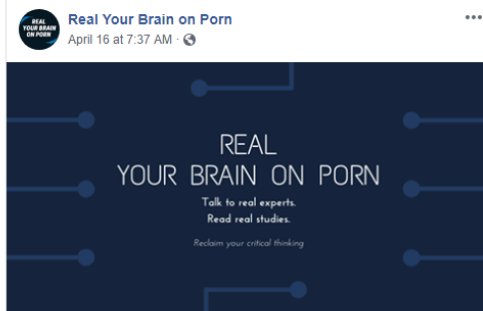 REAL
YOUR BRAIN
ON PORN
Real Your Brain on Porn
April 16 at 7:37 AM ·
REAL
YOUR BRAIN ON PORN
Talk to real experts.
Read real studies.
Reclaim your critical thinking